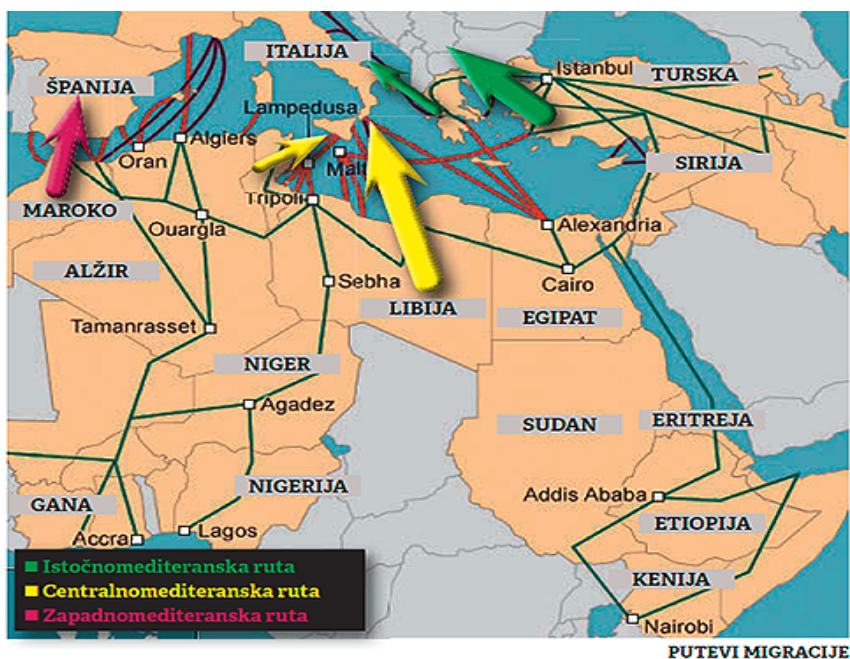 ITALIJA
Istanbul
TURSKA
ŠPANIJA
Lampedusa
Algiers
Oran
Malt
SIRIJA
Tripoli
MAROKO
Ouargla
Alexandria
ALŽIR
Sebha
Cairo
LIBIJA
EGIPAT
Tamanrasset
NIGER
Agadez
SUDAN
ERITREJA
NIGERIJA
Addis Ababa
GANA
ETIOPIJA
Accra
Lagos
Istočnomediteranska ruta
Centralnomediteranska ruta
Zapadnomediteranska ruta
KENIJA
Nairobi
PUTEVI MIGRACIJE